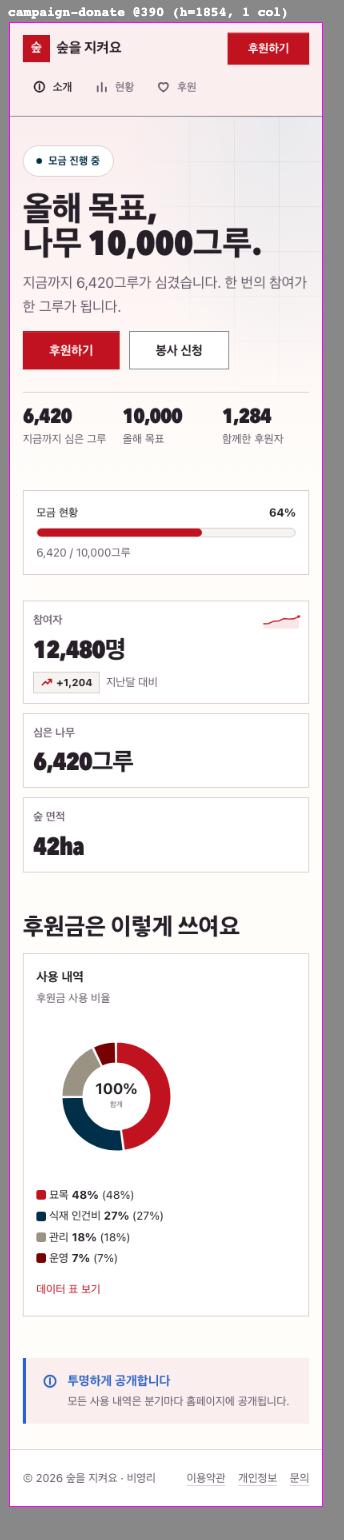 campaign-donate @390 (h=1854, 1 col)
숲 숲을 지켜요 후원하기
소개 현황 후원
모금 진행 중
올해 목표,
나무 10,000그루.
지금까지 6,420그루가 심겼습니다. 한 번의 참여가
한 그루가 됩니다.
후원하기 봉사 신청
6,420 10,000 1,284
지금까지 심은 그루 올해 목표 함께한 후원자
모금 현황 64%
6,420 / 10,000그루
참여자
12,480명
+1,204 지난달 대비
심은 나무
6,420그루
숲 면적
42ha
후원금은 이렇게 쓰여요
사용 내역
후원금 사용 비율
100%
합계
묘목 48% (48%)
식재 인건비 27% (27%)
관리 18% (18%)
운영 7% (7%)
데이터 표 보기
투명하게 공개합니다
모든 사용 내역은 분기마다 홈페이지에 공개됩니다.
© 2026 숲을 지켜요 · 비영리 이용약관 개인정보 문의